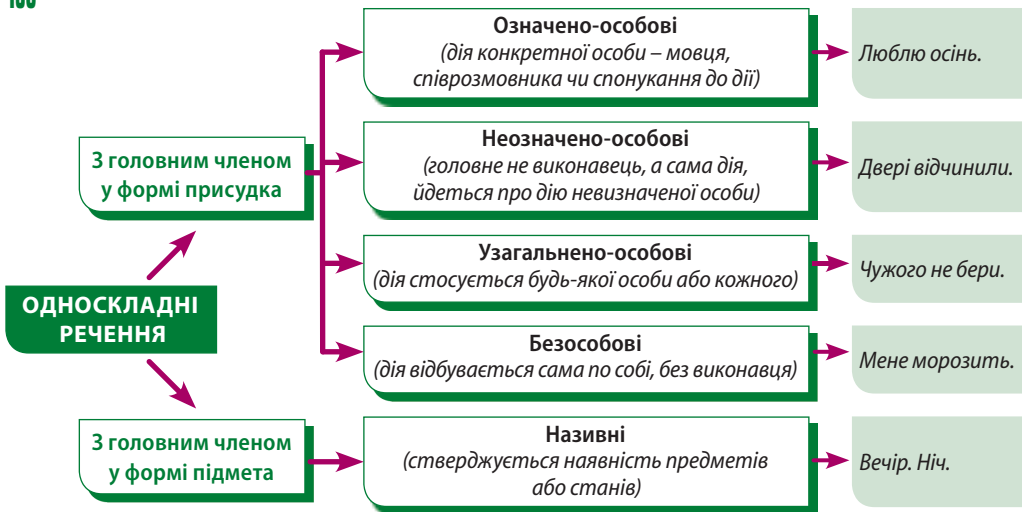 Означено-особові
(дія конкретної особи – мовця,
співрозмовника чи спонукання до дії)
Люблю осінь.
З головним членом
у формі присудка
Неозначено-особові
(головне не виконавець, а сама дія,
йдеться про дію невизначеної особи)
Двері відчинили.
Узагальнено-особові
(дія стосується будь-якої особи або кожного)
Чужого не бери.
ОДНОСКЛАДНІ
РЕЧЕННЯ
Безособові
(дія відбувається сама по собі, без виконавця)
Мене морозить.
З головним членом
у формі підмета
Називні
(стверджується наявність предметів
або станів)
Вечір. Ніч.